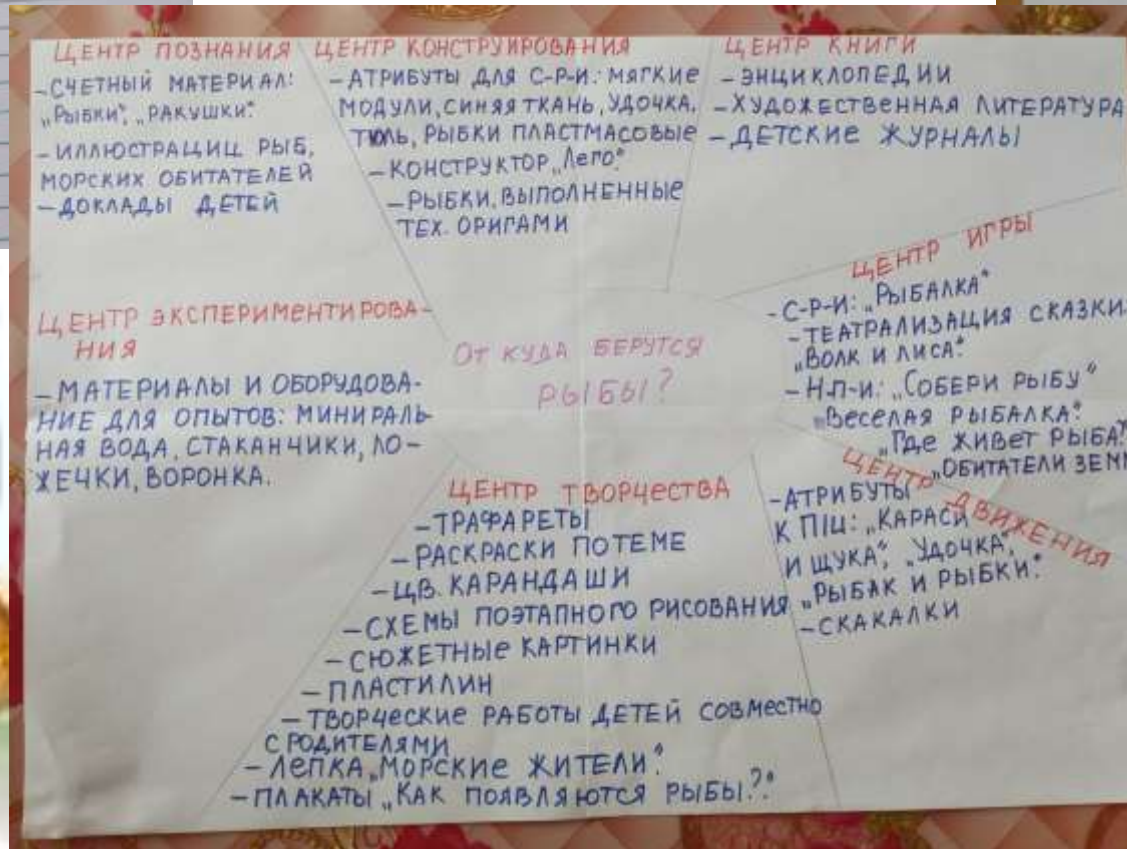 ЦЕНТР ПОЗНАНИЯ
- СЧЕТНЫЙ МАТЕРИАЛ:
„РЫБКИ“, „РАКУШКИ“.
- ИЛЛЮСТРАЦИЦ РЫБ,
МОРСКИХ ОБИТАТЕЛЕЙ
- ДОКЛАДЫ ДЕТЕЙ
ЦЕНТР КОНСТРУИРОВАНИЯ
- АТРИБУТЫ ДЛЯ С-Р-И: МЯГКИЕ
МОДУЛИ, СИНЯЯ ТКАНЬ, УДОЧКА,
ТЮЛЬ, РЫБКИ ПЛАСТМАСОВЫЕ
- КОНСТРУКТОР „Лего“.
- РЫБКИ, ВЫПОЛНЕННЫЕ
ТЕХ. ОРИГАМИ
ЦЕНТР КНИГИ
- ЭНЦИКЛОПЕДИИ
- ХУДОЖЕСТВЕННАЯ ЛИТЕРАТУРА
- ДЕТСКИЕ ЖУРНАЛЫ
ЦЕНТР ИГРЫ
- С-Р-И: „РЫБАЛКА“
- ТЕАТРАЛИЗАЦИЯ СКАЗКИ
„ВОЛК И ЛИСА“.
- Н.П-И: „СОБЕРИ РЫБУ“
„ВЕСЕЛАЯ РЫБАЛКА“.
„ГДЕ ЖИВЕТ РЫБА?
„ОБИТАТЕЛИ
ЦЕНТР ЭКСПЕРИМЕНТИРОВА-
НИЯ
- МАТЕРИАЛЫ И ОБОРУДОВА-
НИЕ ДЛЯ ОПЫТОВ: МИНИРАЛЬ-
НАЯ ВОДА, СТАКАНЧИКИ, ЛО-
ЖЕЧКИ, ВОРОНКА.
ОТ КУДА БЕРУТСЯ
РЫБЫ?
ЦЕНТР ДВИЖЕНИЯ
- АТРИБУТЫ
К П/И: „КАРАСИ
И ЩУКА“, „УДОЧКА“,
„РЫБАК И РЫБКИ“.
- СКАКАЛКИ
ЦЕНТР ТВОРЧЕСТВА
- ТРАФАРЕТЫ
- РАСКРАСКИ ПОТЕМЕ
- ЦВ. КАРАНДАШИ
- СХЕМЫ ПОЭТАПНОГО РИСОВАНИЯ
- СЮЖЕТНЫЕ КАРТИНКИ
- ПЛАСТИЛИН
- ТВОРЧЕСКИЕ РАБОТЫ ДЕТЕЙ СОВМЕСТНО
С РОДИТЕЛЯМИ
- ЛЕПКА „МОРСКИЕ ЖИТЕЛИ“.
- ПЛАКАТЫ „КАК ПОЯВЛЯЮТСЯ РЫБЫ?“.